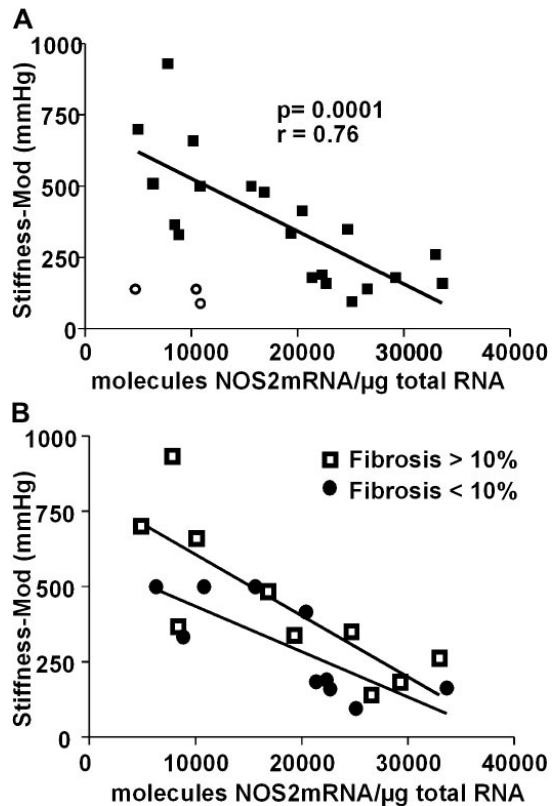 A
1000
750
500
250
0
Stiffness-Mod (mmHg)
p= 0.0001
r = 0.76
0 10000 20000 30000 40000
molecules NOS2mRNA/µg total RNA
B
1000
750
500
250
0
Stiffness-Mod (mmHg)
Fibrosis > 10%
Fibrosis < 10%
0 10000 20000 30000 40000
molecules NOS2mRNA/µg total RNA